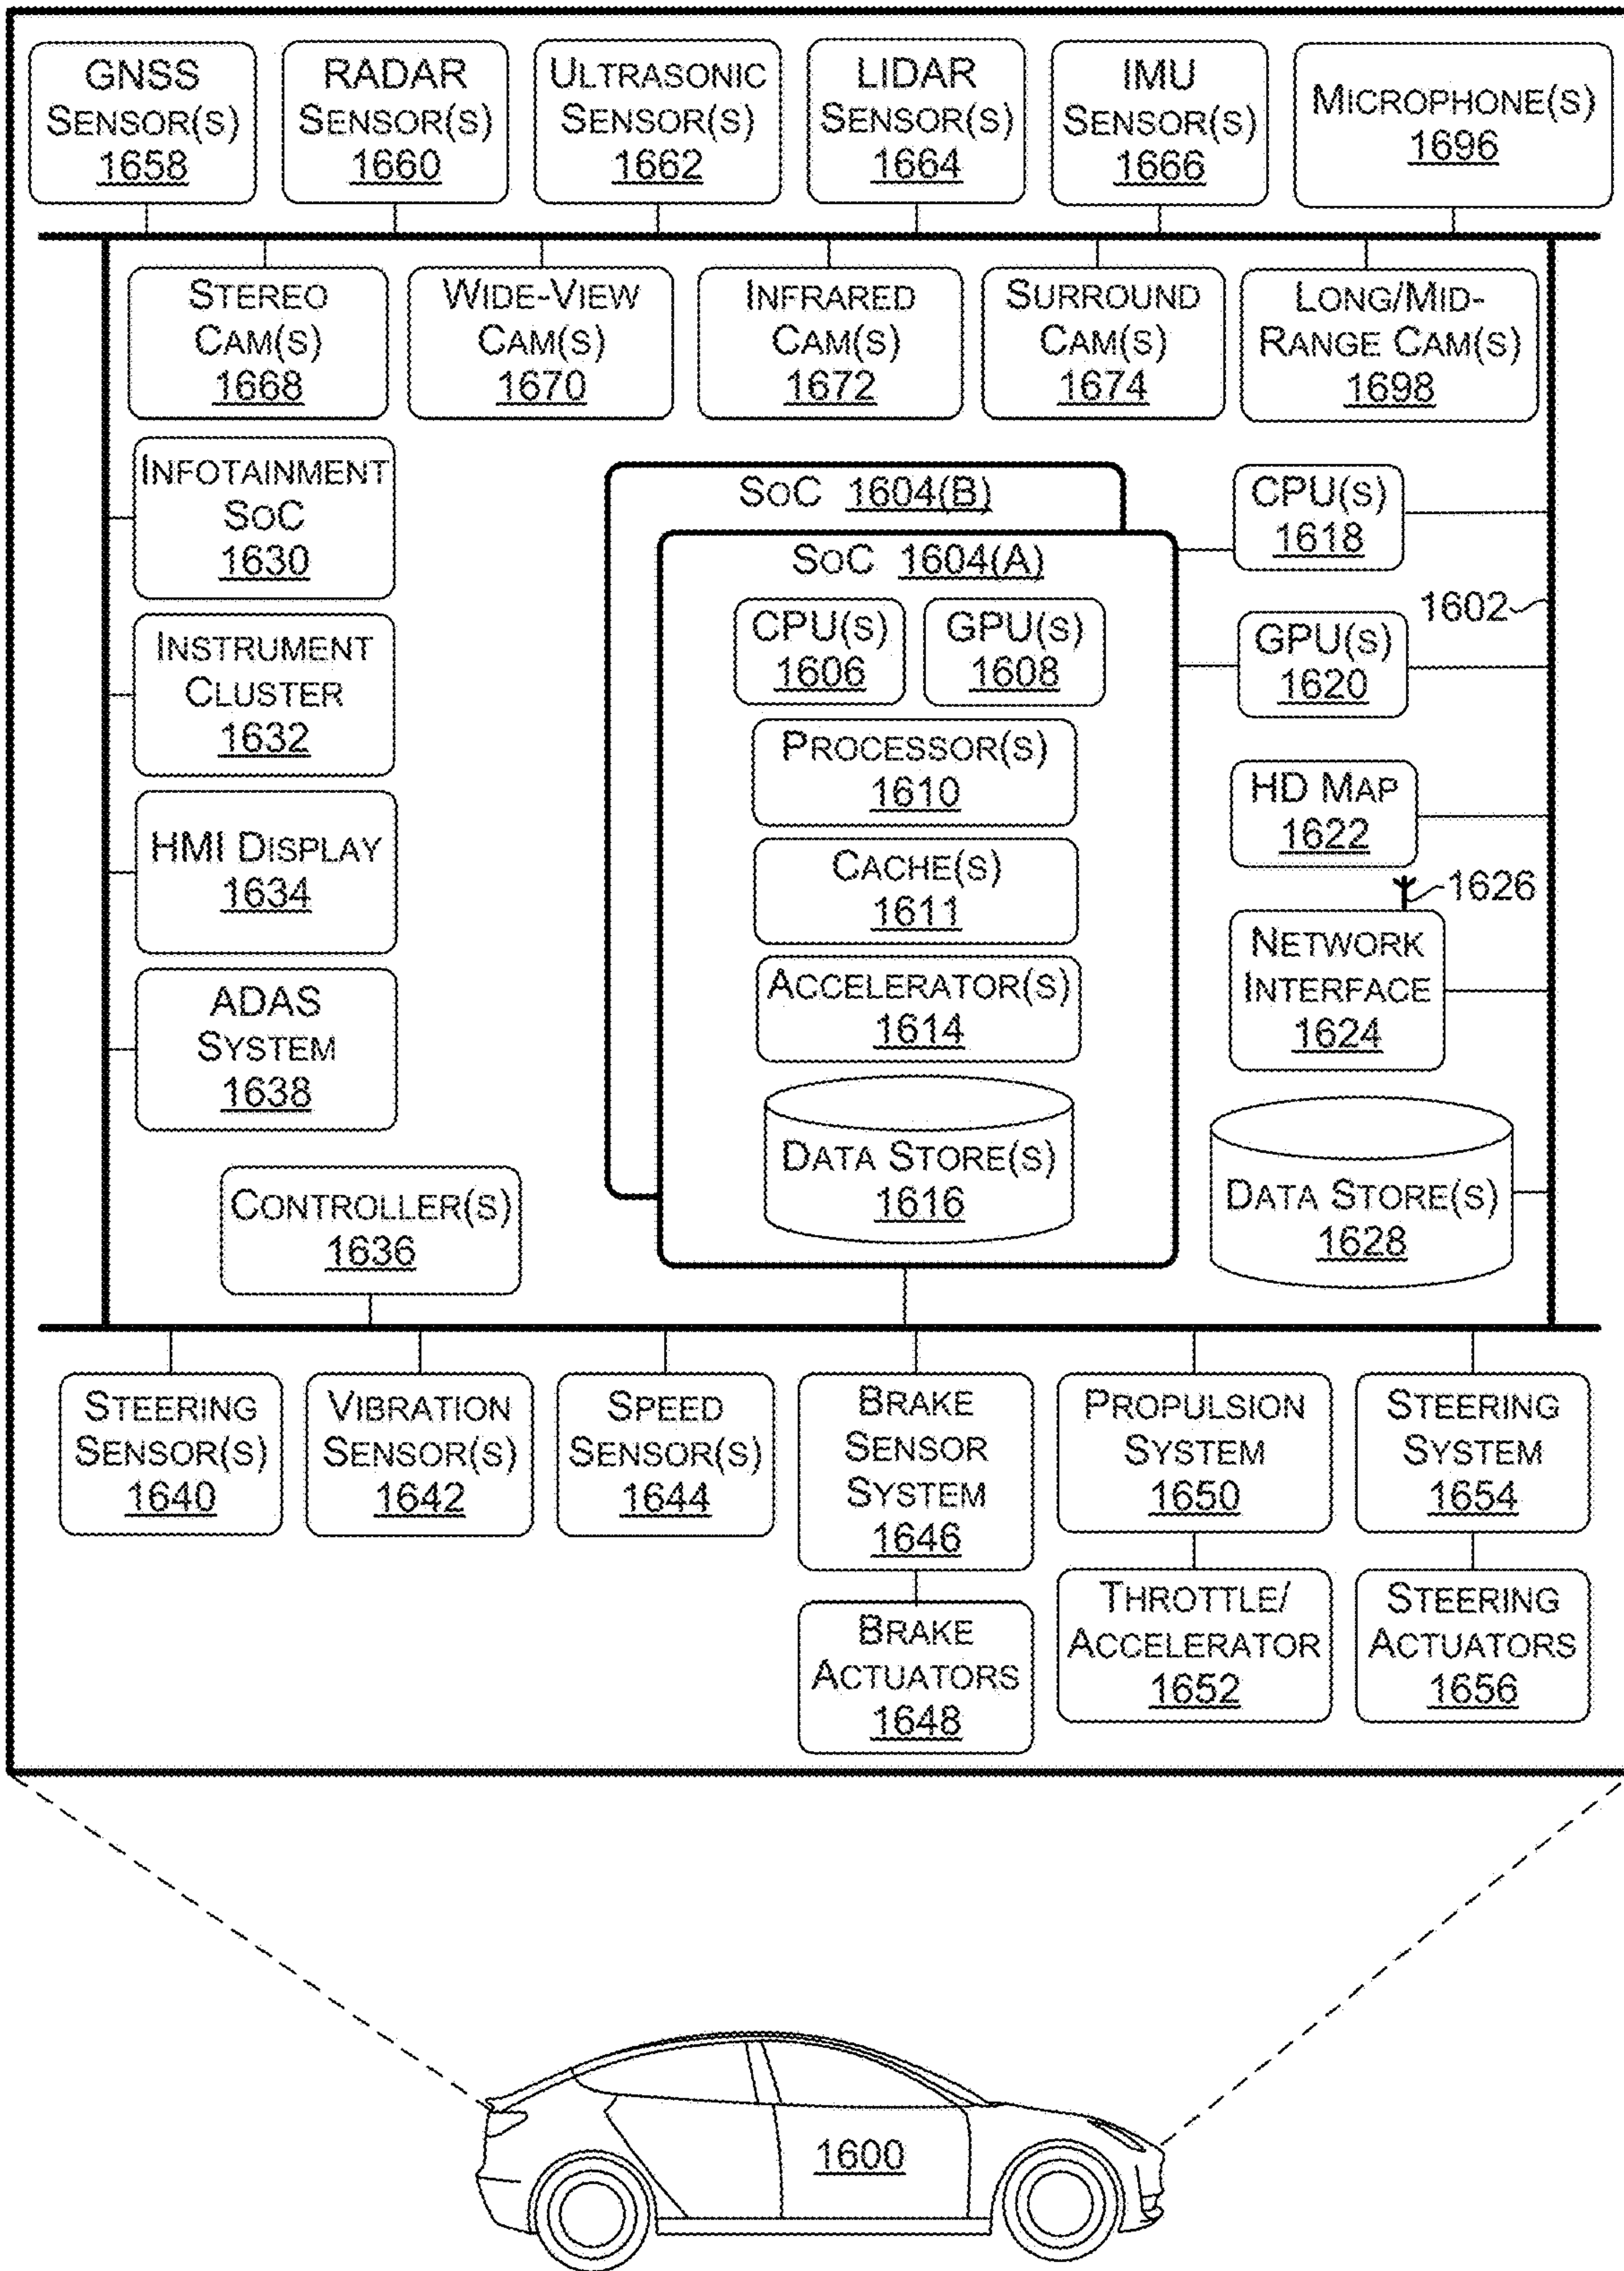 GNSS
SENSOR(S)
1658
RADAR
SENSOR(S)
1660
ULTRASONIC
SENSOR(S)
1662
LIDAR
SENSOR(S)
1664
IMU
SENSOR(S)
1666
MICROPHONE(S)
1696
STEREO
CAM(S)
1668
WIDE-VIEW
CAM(S)
1670
INFRARED
CAM(S)
1672
SURROUND
CAM(S)
1674
LONG/MID-
RANGE CAM(S)
1698
INFOTAINMENT
SOC
1630
INSTRUMENT
CLUSTER
1632
HMI DISPLAY
1634
ADAS
SYSTEM
1638
CONTROLLER(S)
1636
SOC 1604(B)
SOC 1604(A)
CPU(S)
1606
GPU(S)
1608
PROCESSOR(S)
1610
CACHE(S)
1611
ACCELERATOR(S)
1614
DATA STORE(S)
1616
CPU(S)
1618
1602
GPU(S)
1620
HD MAP
1622
1626
NETWORK
INTERFACE
1624
DATA STORE(S)
1628
STEERING
SENSOR(S)
1640
VIBRATION
SENSOR(S)
1642
SPEED
SENSOR(S)
1644
BRAKE
SENSOR
SYSTEM
1646
PROPULSION
SYSTEM
1650
STEERING
SYSTEM
1654
BRAKE
ACTUATORS
1648
THROTTLE/
ACCELERATOR
1652
STEERING
ACTUATORS
1656
1600